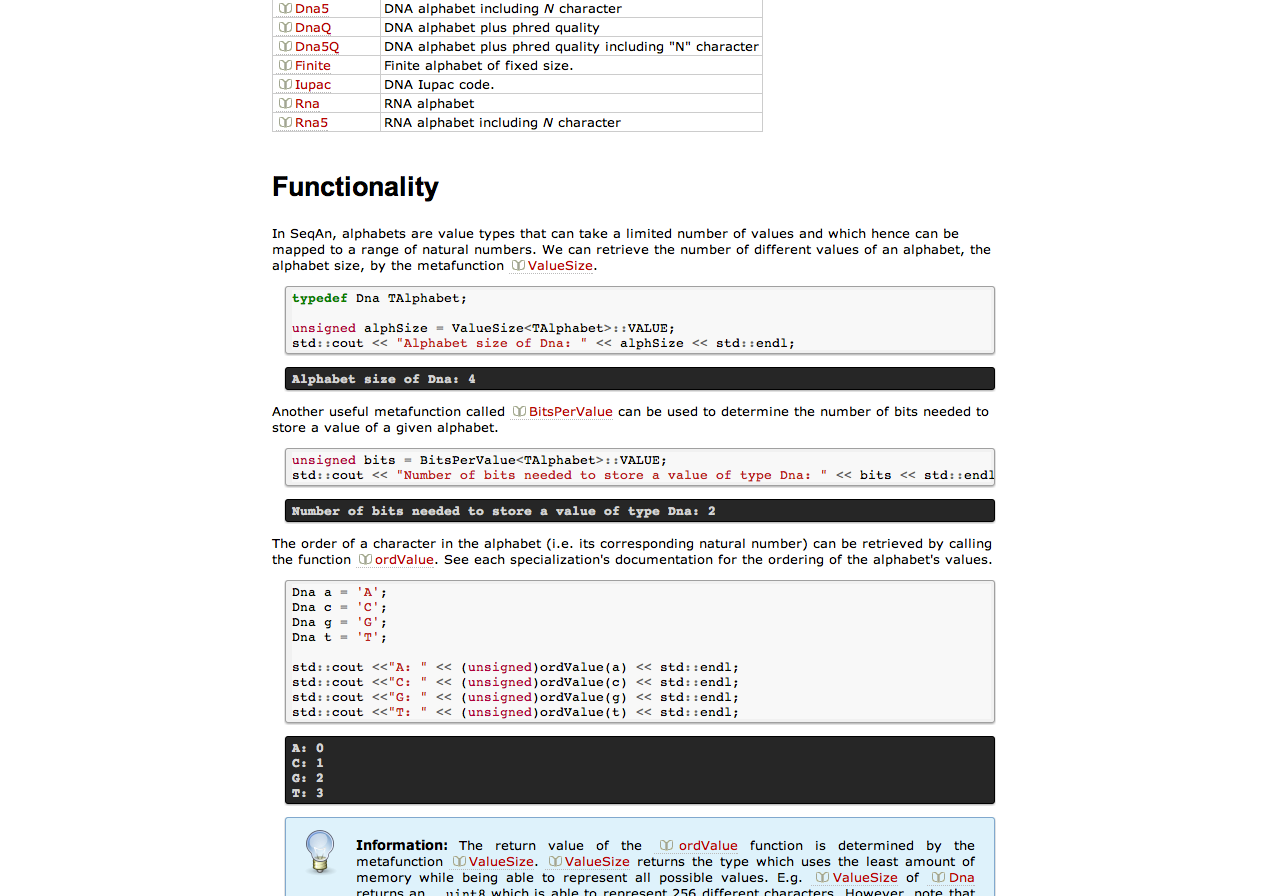 Dna5 DNA alphabet including N character
DnaQ DNA alphabet plus phred quality
Dna5Q DNA alphabet plus phred quality including "N" character
Finite Finite alphabet of fixed size.
Iupac DNA Iupac code.
Rna RNA alphabet
Rna5 RNA alphabet including N character
Functionality
In SeqAn, alphabets are value types that can take a limited number of values and which hence can be
mapped to a range of natural numbers. We can retrieve the number of different values of an alphabet, the
alphabet size, by the metafunction ValueSize.
typedef Dna TAlphabet;
unsigned alphSize = ValueSize<TAlphabet>::VALUE;
std::cout << "Alphabet size of Dna: " << alphSize << std::endl;
Alphabet size of Dna: 4
Another useful metafunction called BitsPerValue can be used to determine the number of bits needed to
store a value of a given alphabet.
unsigned bits = BitsPerValue<TAlphabet>::VALUE;
std::cout << "Number of bits needed to store a value of type Dna: " << bits << std::endl
Number of bits needed to store a value of type Dna: 2
The order of a character in the alphabet (i.e. its corresponding natural number) can be retrieved by calling
the function ordValue. See each specialization's documentation for the ordering of the alphabet's values.
Dna a = 'A';
Dna c = 'C';
Dna g = 'G';
Dna t = 'T';
std::cout <<"A: " << (unsigned)ordValue(a) << std::endl;
std::cout <<"C: " << (unsigned)ordValue(c) << std::endl;
std::cout <<"G: " << (unsigned)ordValue(g) << std::endl;
std::cout <<"T: " << (unsigned)ordValue(t) << std::endl;
A: 0
C: 1
G: 2
T: 3
Information: The return value of the ordValue function is determined by the
metafunction ValueSize. ValueSize returns the type which uses the least amount of
memory while being able to represent all possible values. E.g. ValueSize of Dna
returns an __uint8 which is able to represent 256 different characters. However, note that